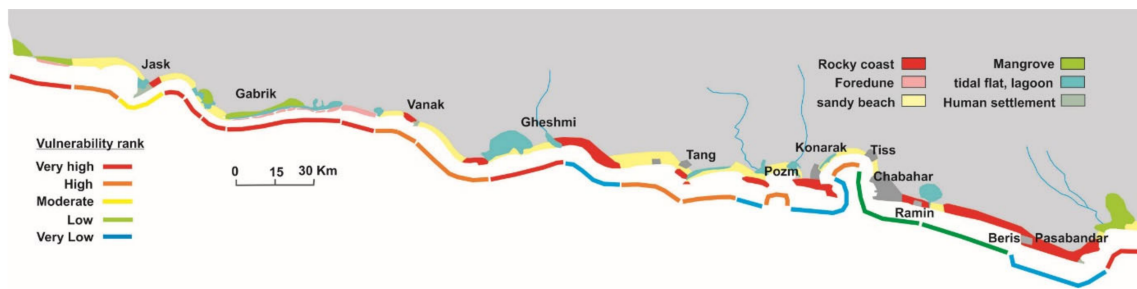 Jask
Gabrik
Vanak
Gheshmi
Tang
Pozm
Konarak
Tiss
Chabahar
Ramin
Beris
Pasabandar
Rocky coast
Foredune
sandy beach
Mangrove
tidal flat, lagoon
Human settlement
Vulnerability rank
Very high
High
Moderate
Low
Very Low
0 15 30 Km